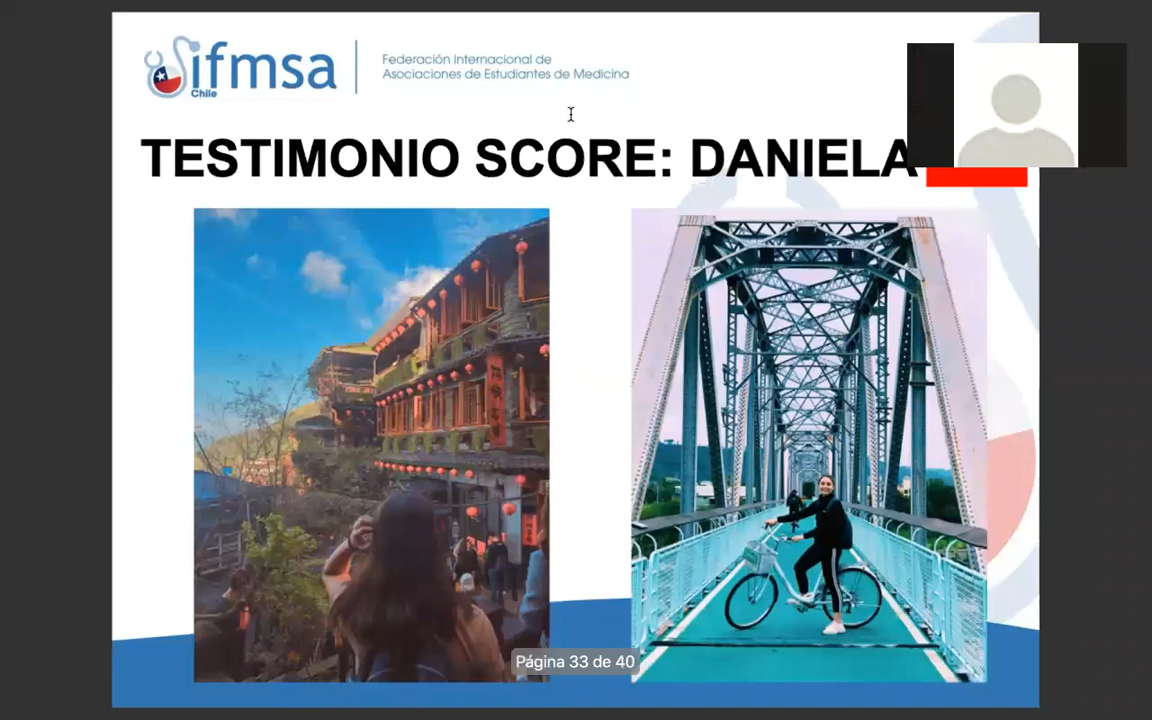 ifmsa
Chile
Federación Internacional de
Asociaciones de Estudiantes de Medicina
TESTIMONIO SCORE: DANIELA
Página 33 de 40